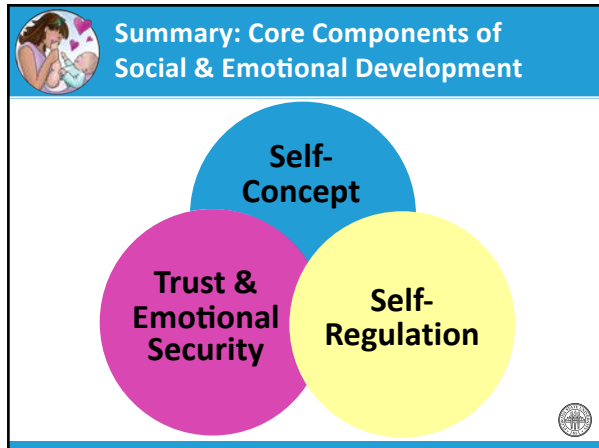 Summary: Core Components of
Social & Emotional Development
Self-
Concept
Trust &
Emotional
Security
Self-
Regulation